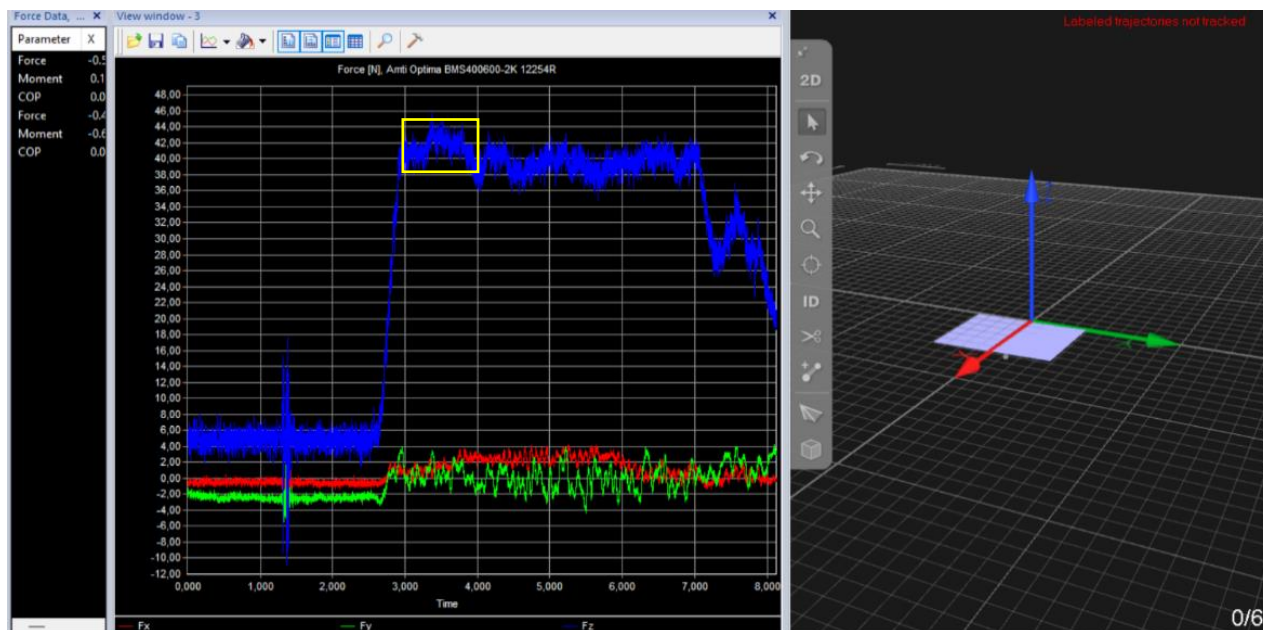 Force Data, ...
Parameter X
Force -0.5
Moment 0.1
COP 0.0
Force -0.4
Moment -0.6
COP 0.0
View window - 3
Force [N], Amti Optima BMS400600-2K 12254R
48,00
46,00
44,00
42,00
40,00
38,00
36,00
34,00
32,00
30,00
28,00
26,00
24,00
22,00
20,00
18,00
16,00
14,00
12,00
10,00
8,00
6,00
4,00
2,00
0,00
-2,00
-4,00
-6,00
-8,00
-10,00
-12,00
0,000 1,000 2,000 3,000 4,000 5,000 6,000 7,000 8,000
Time
Fx Fy Fz
Labeled trajectories not tracked
2D
ID
0/6